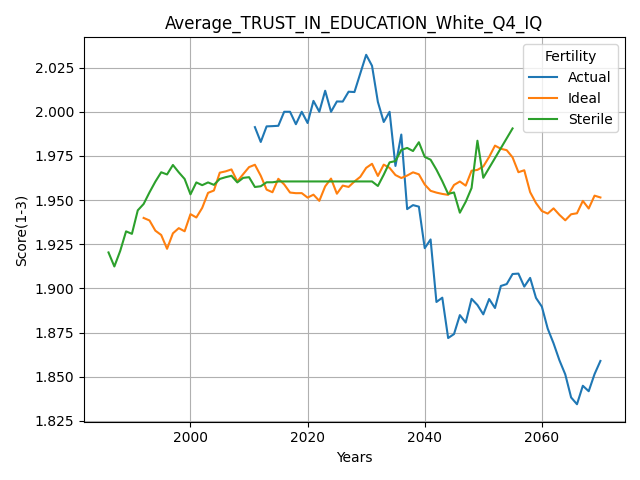 Average_TRUST_IN_EDUCATION_White_Q4_IQ
Fertility
Actual
Ideal
Sterile
Score(1-3)
2.025
2.000
1.975
1.950
1.925
1.900
1.875
1.850
1.825
2000
2020
2040
2060
Years